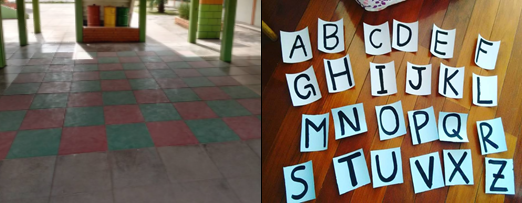 A B C D E F
G H I J K L
M N O P Q R
S T U V X Z